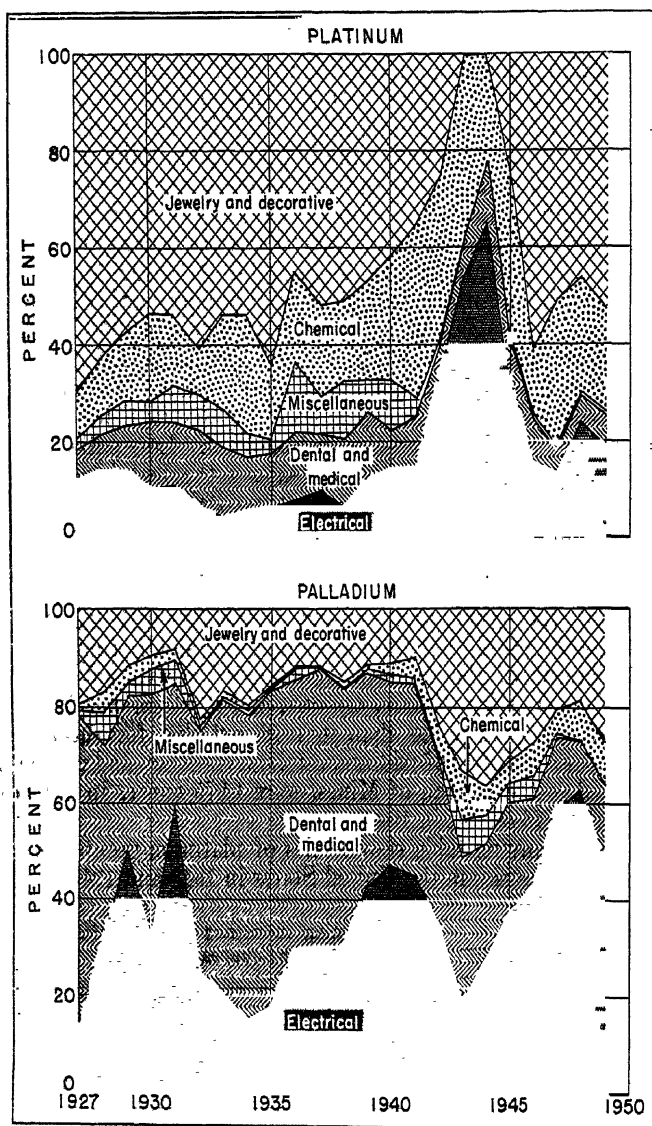 PLATINUM
100
80
60
40
20
0
PERCENT
Jewelry and decorative
Chemical
Miscellaneous
Dental and
medical
Electrical
PALLADIUM
100
80
60
40
20
0
PERCENT
Jewelry and decorative
Miscellaneous
Chemical
Dental and
medical
Electrical
1927 1930 1935 1940 1945 1950